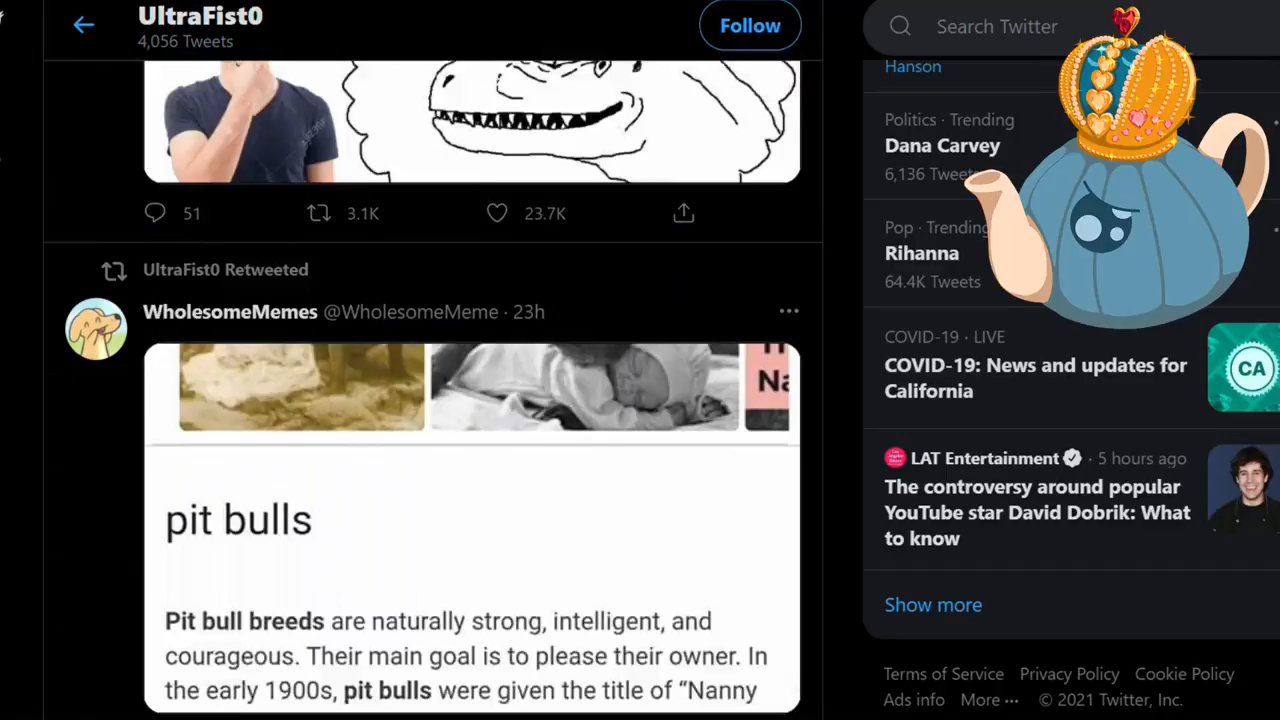 UltraFist0
4,056 Tweets
Follow
Search Twitter
Hanson
Politics · Trending
Dana Carvey
6,136 Tweets
51
3.1K
23.7K
Pop · Trending
Rihanna
64.4K Tweets
UltraFist0 Retweeted
WholesomeMemes @WholesomeMeme · 23h
COVID-19 · LIVE
COVID-19: News and updates for
California
CA
LAT Entertainment · 5 hours ago
The controversy around popular
YouTube star David Dobrik: What
to know
pit bulls
Pit bull breeds are naturally strong, intelligent, and
courageous. Their main goal is to please their owner. In
the early 1900s, pit bulls were given the title of “Nanny
Show more
Terms of Service Privacy Policy Cookie Policy
Ads info More ··· © 2021 Twitter, Inc.